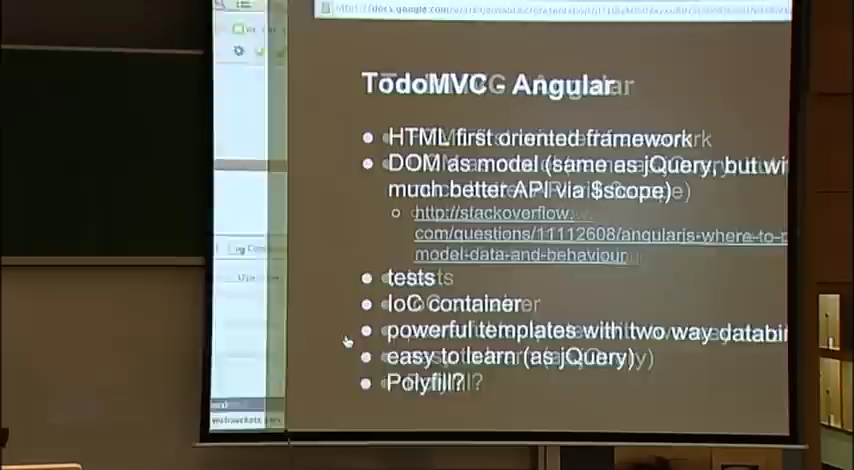 TodoMVC - Angular
HTML first oriented framework
DOM as model (same as jQuery, but wi
much better API via $scope)
http://stackoverflow.
com/questions/11112608/angularjs-where-to-p
model-data-and-behaviour
tests
IoC container
powerful templates with two way databin
easy to learn (as jQuery)
Polyfill?